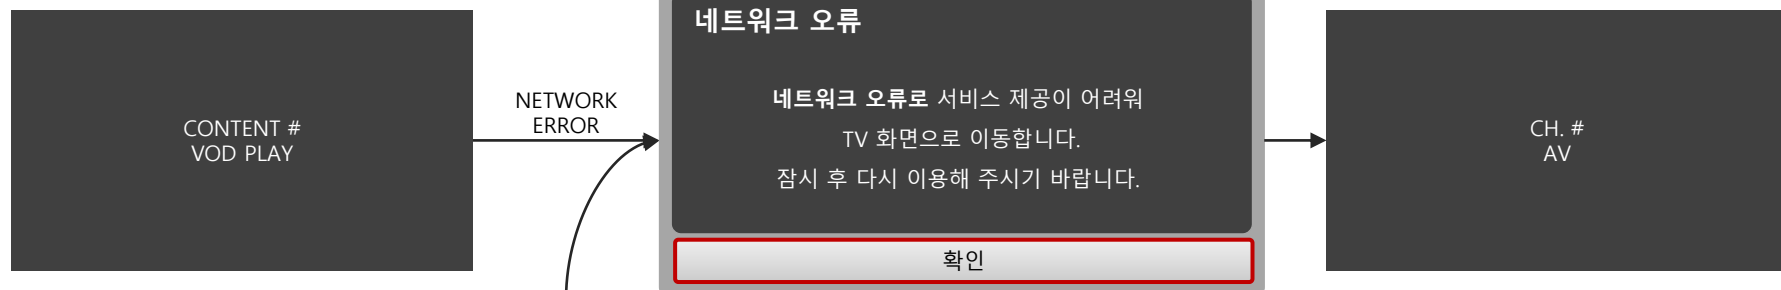 CONTENT #
VOD PLAY
NETWORK
ERROR
네트워크 오류
네트워크 오류로 서비스 제공이 어려워
TV 화면으로 이동합니다.
잠시 후 다시 이용해 주시기 바랍니다.
확인
CH. #
AV